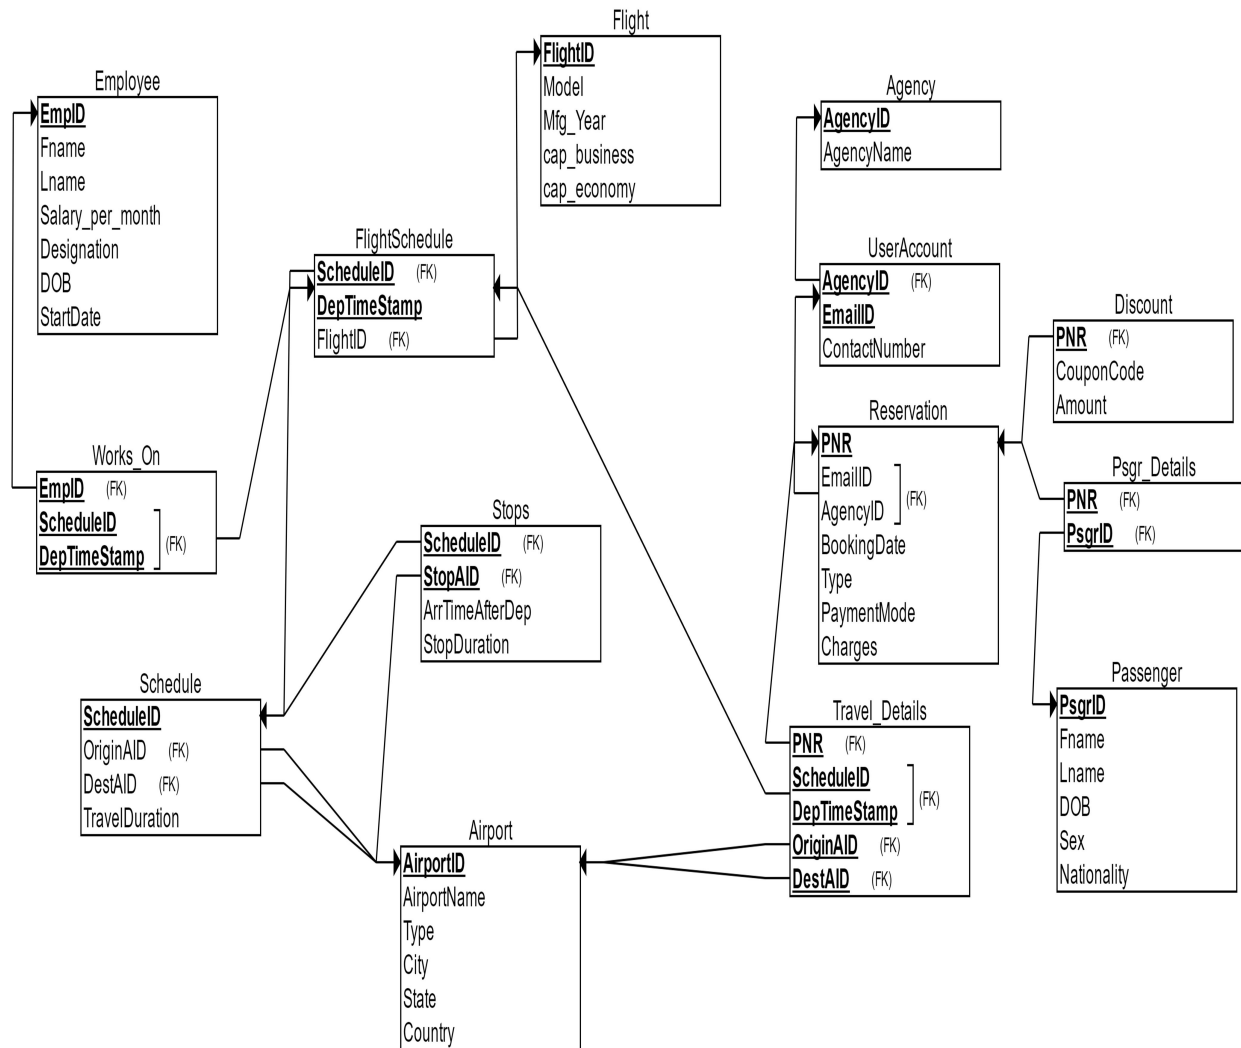 Flight
FlightID
Model
Mfg_Year
cap_business
cap_economy
Employee
EmpID
Fname
Lname
Salary_per_month
Designation
DOB
StartDate
Agency
AgencyID
AgencyName
FlightSchedule
ScheduleID (FK)
DepTimeStamp
FlightID (FK)
UserAccount
AgencyID (FK)
EmailID
ContactNumber
Discount
PNR (FK)
CouponCode
Amount
Reservation
PNR
EmailID
AgencyID (FK)
BookingDate
Type
PaymentMode
Charges
Works_On
EmpID (FK)
ScheduleID
DepTimeStamp (FK)
Psgr_Details
PNR (FK)
PsgrID (FK)
Stops
ScheduleID (FK)
StopAID (FK)
ArrTimeAfterDep
StopDuration
Schedule
ScheduleID
OriginAID (FK)
DestAID (FK)
TravelDuration
Passenger
PsgrID
Fname
Lname
DOB
Sex
Nationality
Travel_Details
PNR (FK)
ScheduleID
DepTimeStamp (FK)
OriginAID (FK)
DestAID (FK)
Airport
AirportID
AirportName
Type
City
State
Country